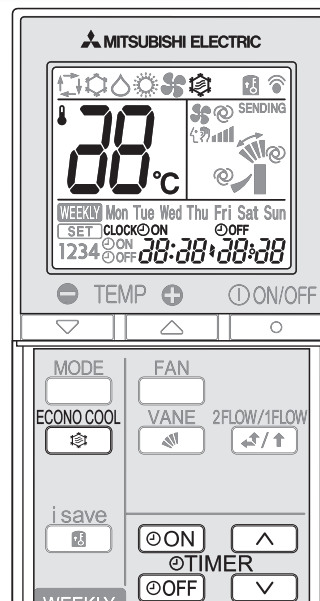 MITSUBISHI ELECTRIC
SENDING
88°C
WEEKLY Mon Tue Wed Thu Fri Sat Sun
SET CLOCK ON OFF
1234 ON OFF 88:88 88:88
TEMP ON/OFF
MODE FAN
ECONO COOL VANE 2FLOW/1FLOW
i save
ON
TIMER
OFF
WEEKLY